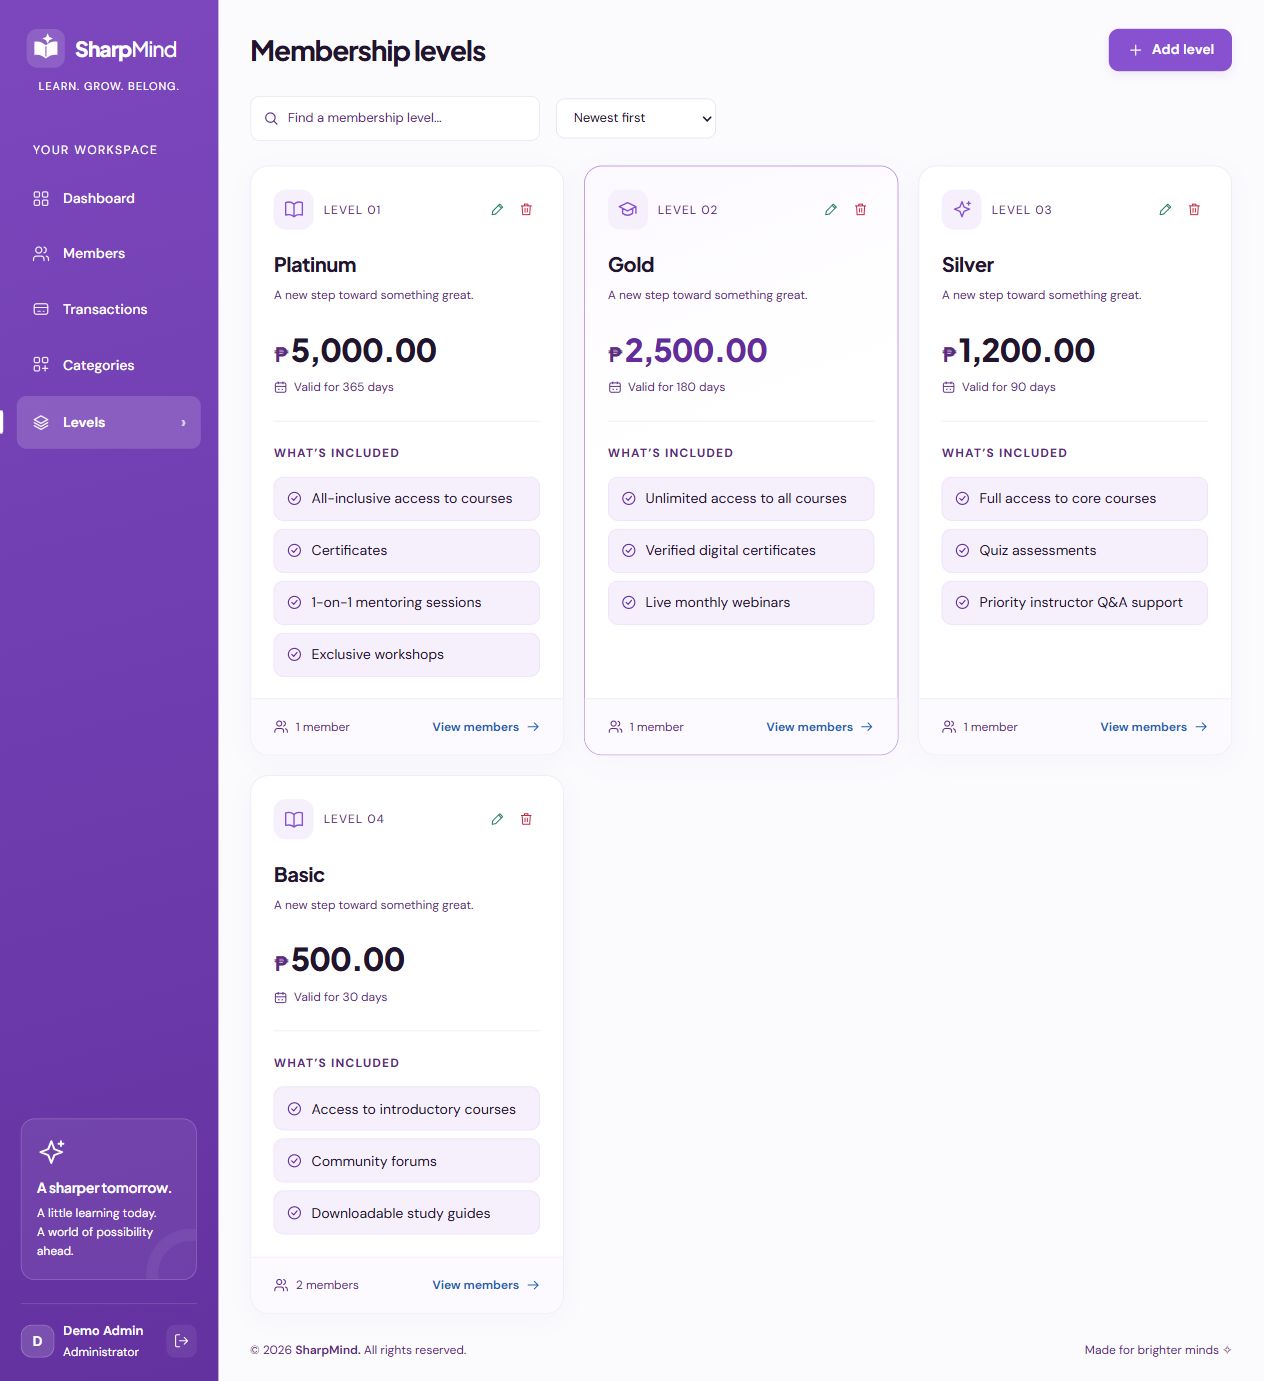 SharpMind
LEARN. GROW. BELONG.
YOUR WORKSPACE
Dashboard
Members
Transactions
Categories
Levels
A sharper tomorrow.
A little learning today.
A world of possibility
ahead.
D
Demo Admin
Administrator
Membership levels
Add level
Find a membership level...
Newest first
LEVEL 01
Platinum
A new step toward something great.
₱5,000.00
Valid for 365 days
WHAT'S INCLUDED
All-inclusive access to courses
Certificates
1-on-1 mentoring sessions
Exclusive workshops
1 member
View members
LEVEL 02
Gold
A new step toward something great.
₱2,500.00
Valid for 180 days
WHAT'S INCLUDED
Unlimited access to all courses
Verified digital certificates
Live monthly webinars
1 member
View members
LEVEL 03
Silver
A new step toward something great.
₱1,200.00
Valid for 90 days
WHAT'S INCLUDED
Full access to core courses
Quiz assessments
Priority instructor Q&A support
1 member
View members
LEVEL 04
Basic
A new step toward something great.
₱500.00
Valid for 30 days
WHAT'S INCLUDED
Access to introductory courses
Community forums
Downloadable study guides
2 members
View members
© 2026 SharpMind. All rights reserved.
Made for brighter minds ✧